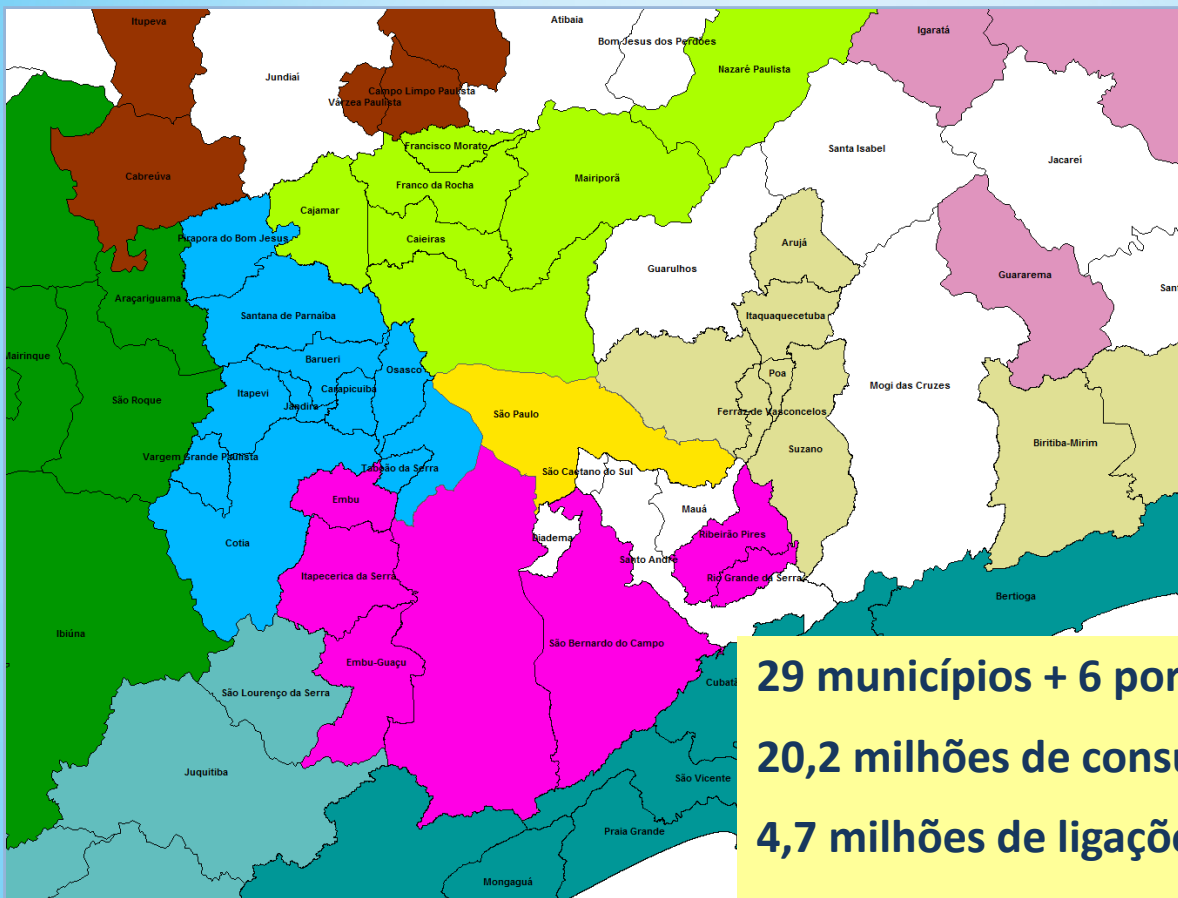 Itupeva
Atibaia
Igaratá
Bom Jesus dos Perdões
Nazaré Paulista
Jundiaí
Campo Limpo Paulista
Várzea Paulista
Francisco Morato
Santa Isabel
Jacareí
Cabreúva
Franco da Rocha
Mairiporã
Cajamar
Caieiras
Pirapora do Bom Jesus
Arujá
Guarulhos
Guararema
Araçariguama
Santana de Parnaíba
Itaquaquecetuba
Mairinque
Barueri
Osasco
Poa
São Roque
Itapevi
Carapicuiba
Jandira
Mogi das Cruzes
São Paulo
Ferraz de Vasconcelos
Biritiba-Mirim
Suzano
Vargem Grande Paulista
Taboão da Serra
São Caetano do Sul
Embu
Mauá
Diadema
Ribeirão Pires
Cotia
Santo André
Itapecerica da Serra
Rio Grande da Serra
Bertioga
Ibiúna
São Bernardo do Campo
Embu-Guaçu
São Lourenço da Serra
Juquitiba
São Vicente
Praia Grande
Mongaguá
29 municípios + 6 por
20,2 milhões de consu
4,7 milhões de ligaçõe